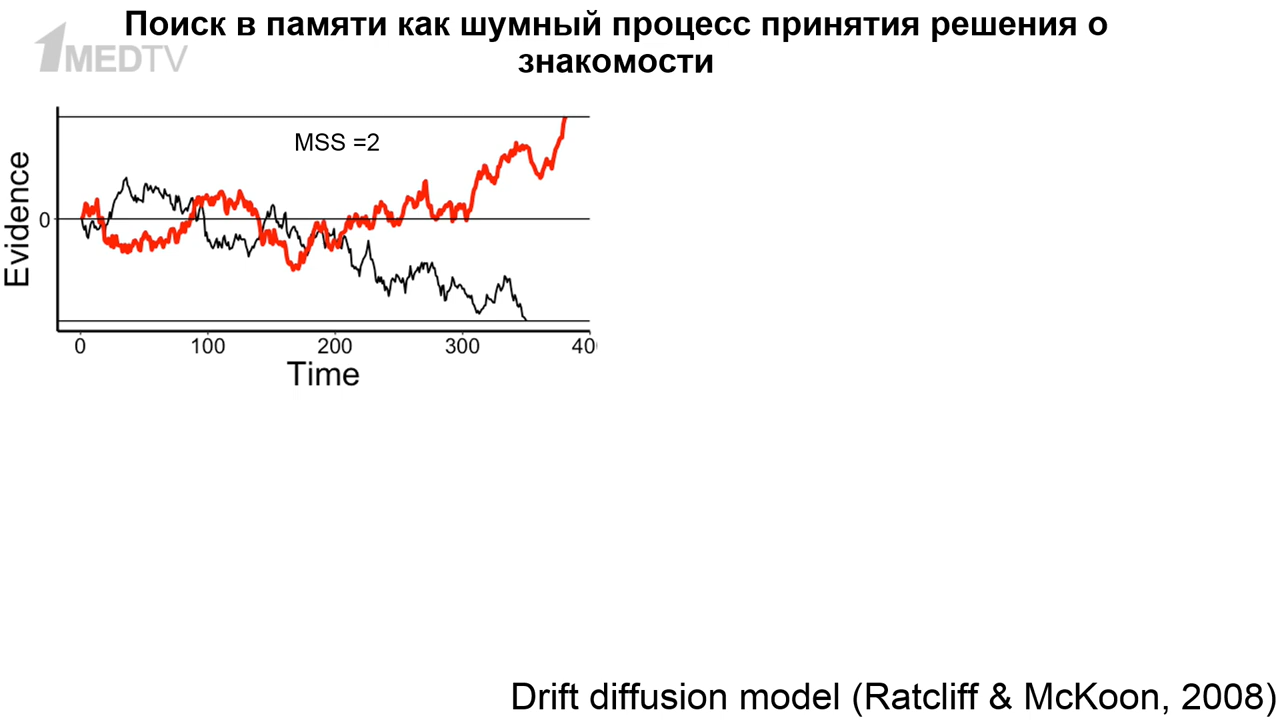 Поиск в памяти как шумный процесс принятия решения о
знакомости
1MEDTV
MSS =2
Evidence
0
0 100 200 300 40
Time
Drift diffusion model (Ratcliff & McKoon, 2008)